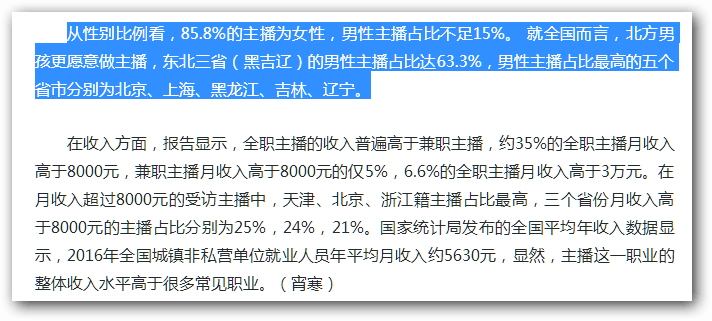 从性别比例看，85.8%的主播为女性，男性主播占比不足15%。 就全国而言，北方男
孩更愿意做主播，东北三省（黑吉辽）的男性主播占比达63.3%，男性主播占比最高的五个
省市分别为北京、上海、黑龙江、吉林、辽宁。
在收入方面，报告显示，全职主播的收入普遍高于兼职主播，约35%的全职主播月收入
高于8000元，兼职主播月收入高于8000元的仅5%，6.6%的全职主播月收入高于3万元。在
月收入超过8000元的受访主播中，天津、北京、浙江籍主播占比最高，三个省份月收入高
于8000元的主播占比分别为25%，24%，21%。国家统计局发布的全国平均年收入数据显
示，2016年全国城镇非私营单位就业人员年平均月收入约5630元，显然，主播这一职业的
整体收入水平高于很多常见职业。（宵寒）